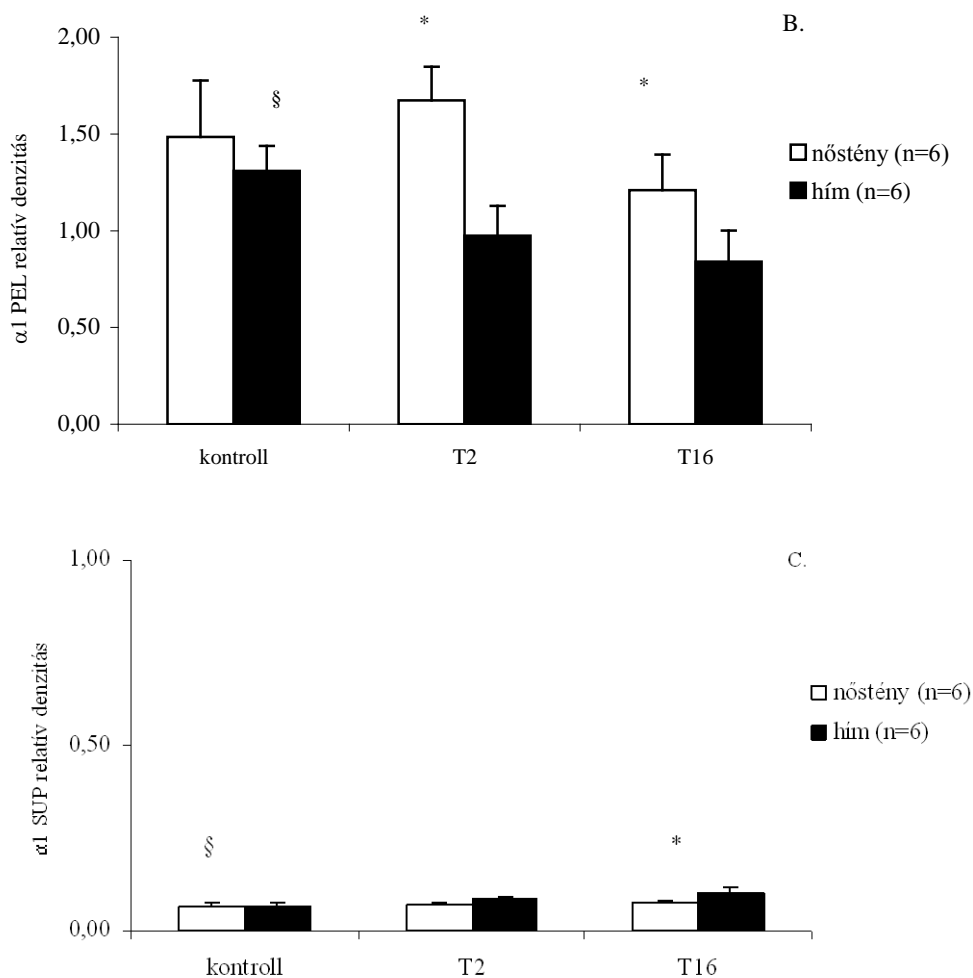 B.
*
2,00
§
*
1,50
α1 PEL relatív denzitás
nőstény (n=6)
hím (n=6)
1,00
0,50
0,00
kontroll T2 T16
C.
1,00
α1 SUP relatív denzitás
nőstény (n=6)
hím (n=6)
0,50
§
*
0,00
kontroll T2 T16